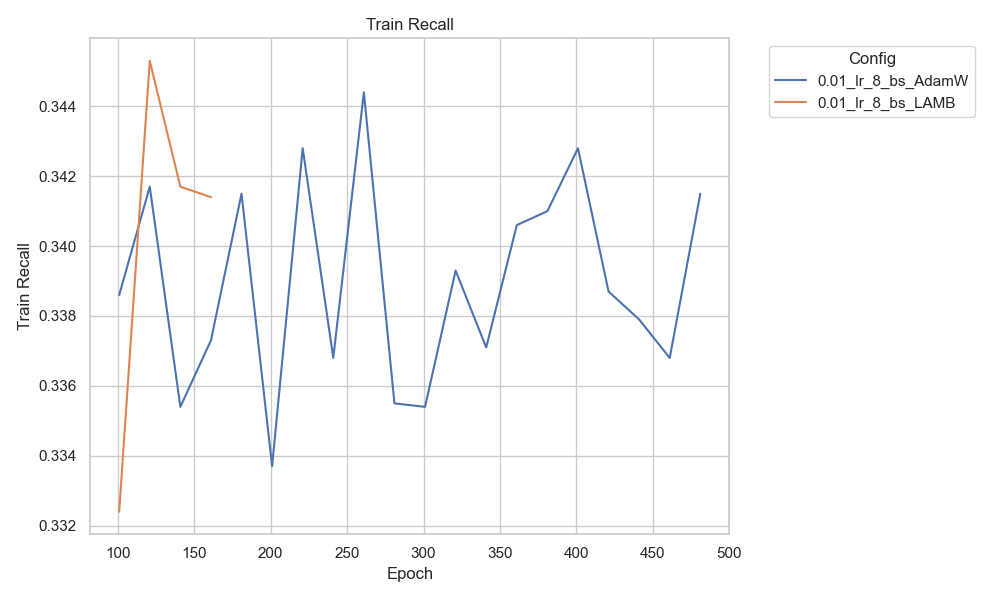 Train Recall
Config
0.01_lr_8_bs_AdamW
0.01_lr_8_bs_LAMB
Train Recall
0.344
0.342
0.340
0.338
0.336
0.334
0.332
100 150 200 250 300 350 400 450 500
Epoch